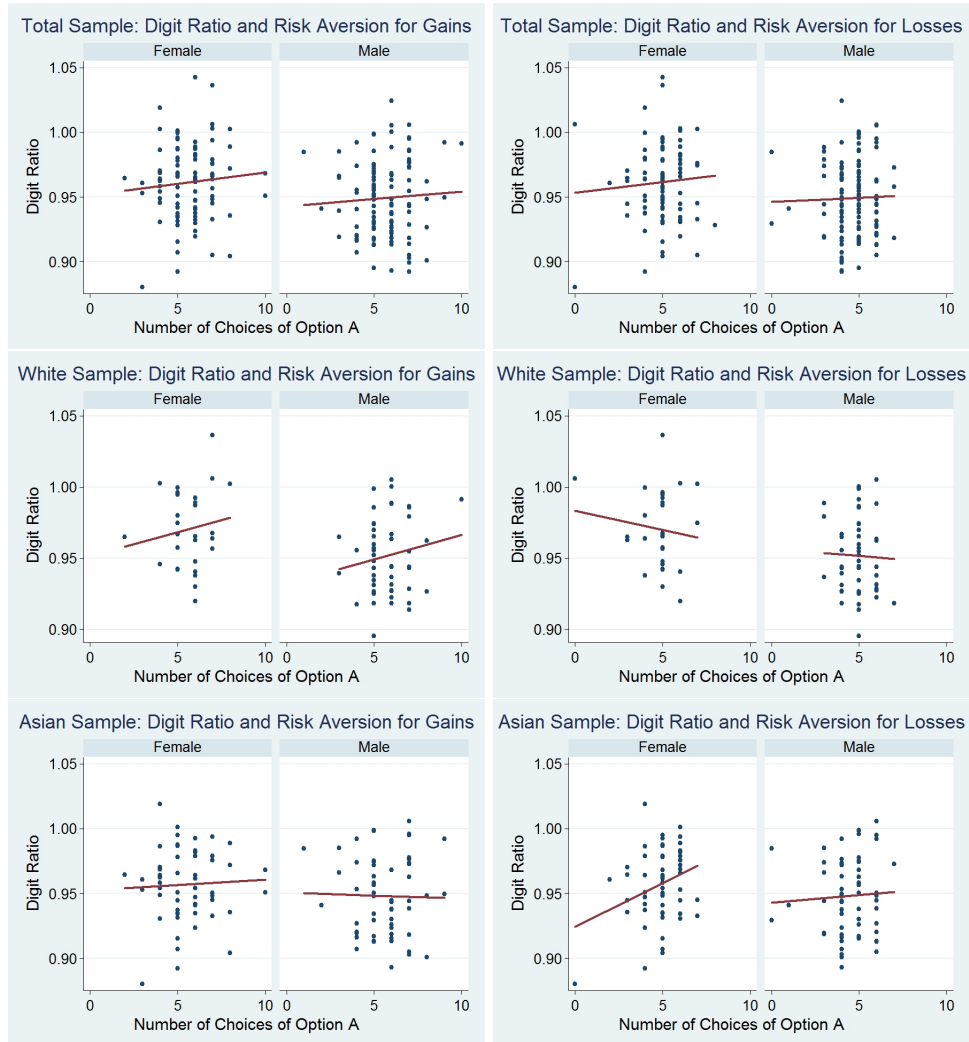 Total Sample: Digit Ratio and Risk Aversion for Gains
Female Male
1.05
1.00
0.95
0.90
Digit Ratio
0 5 10 0 5 10
Number of Choices of Option A
Total Sample: Digit Ratio and Risk Aversion for Losses
Female Male
1.05
1.00
0.95
0.90
Digit Ratio
0 5 10 0 5 10
Number of Choices of Option A
White Sample: Digit Ratio and Risk Aversion for Gains
Female Male
1.05
1.00
0.95
0.90
Digit Ratio
0 5 10 0 5 10
Number of Choices of Option A
White Sample: Digit Ratio and Risk Aversion for Losses
Female Male
1.05
1.00
0.95
0.90
Digit Ratio
0 5 10 0 5 10
Number of Choices of Option A
Asian Sample: Digit Ratio and Risk Aversion for Gains
Female Male
1.05
1.00
0.95
0.90
Digit Ratio
0 5 10 0 5 10
Number of Choices of Option A
Asian Sample: Digit Ratio and Risk Aversion for Losses
Female Male
1.05
1.00
0.95
0.90
Digit Ratio
0 5 10 0 5 10
Number of Choices of Option A